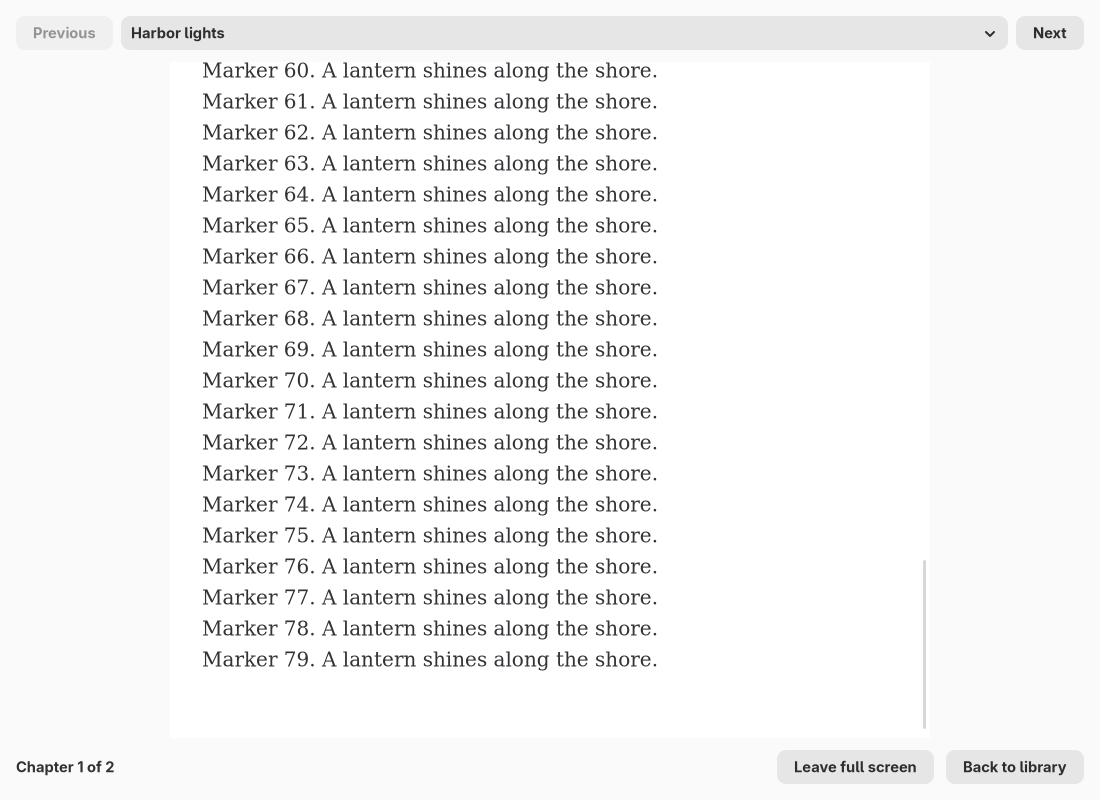 Previous
Harbor lights
Next
Marker 60. A lantern shines along the shore.
Marker 61. A lantern shines along the shore.
Marker 62. A lantern shines along the shore.
Marker 63. A lantern shines along the shore.
Marker 64. A lantern shines along the shore.
Marker 65. A lantern shines along the shore.
Marker 66. A lantern shines along the shore.
Marker 67. A lantern shines along the shore.
Marker 68. A lantern shines along the shore.
Marker 69. A lantern shines along the shore.
Marker 70. A lantern shines along the shore.
Marker 71. A lantern shines along the shore.
Marker 72. A lantern shines along the shore.
Marker 73. A lantern shines along the shore.
Marker 74. A lantern shines along the shore.
Marker 75. A lantern shines along the shore.
Marker 76. A lantern shines along the shore.
Marker 77. A lantern shines along the shore.
Marker 78. A lantern shines along the shore.
Marker 79. A lantern shines along the shore.
Chapter 1 of 2
Leave full screen
Back to library